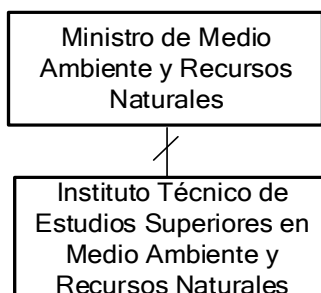 Ministro de Medio
Ambiente y Recursos
Naturales
Instituto Técnico de
Estudios Superiores en
Medio Ambiente y
Recursos Naturales